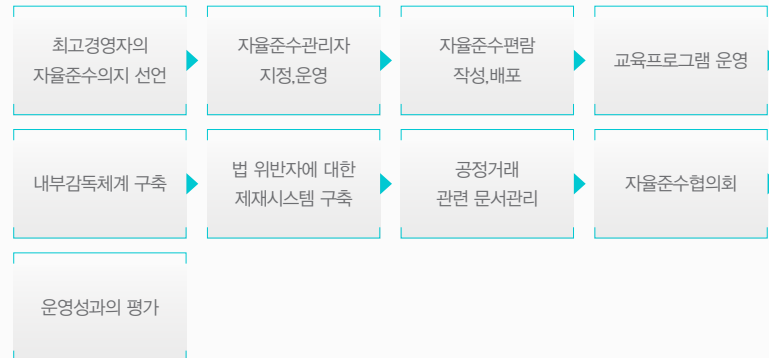 최고경영자의
자율준수의지 선언
자율준수관리자
지정,운영
자율준수편람
작성,배포
교육프로그램 운영
내부감독체계 구축
법 위반자에 대한
제재시스템 구축
공정거래
관련 문서관리
자율준수협의회
운영성과의 평가